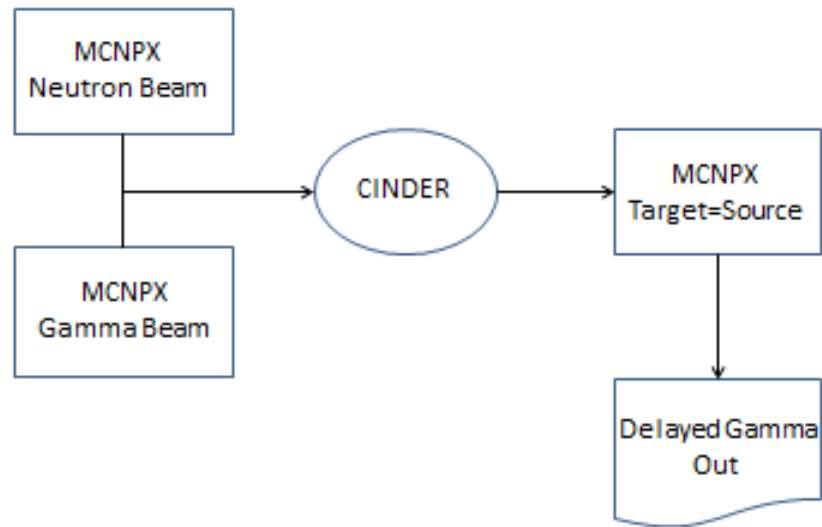 MCNPX
Neutron Beam
CINDER
MCNPX
Target=Source
MCNPX
Gamma Beam
Delayed Gamma
Out